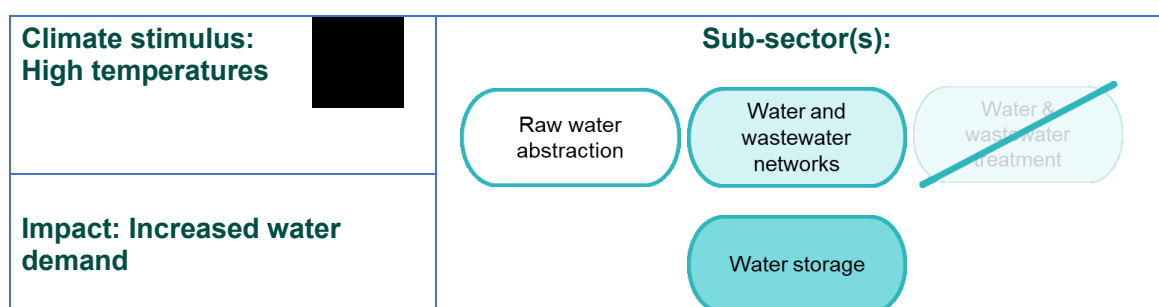 Climate stimulus:
High temperatures
Sub-sector(s):
Raw water
abstraction
Water and
wastewater
networks
Water &
wastewater
treatment
Impact: Increased water
demand
Water storage